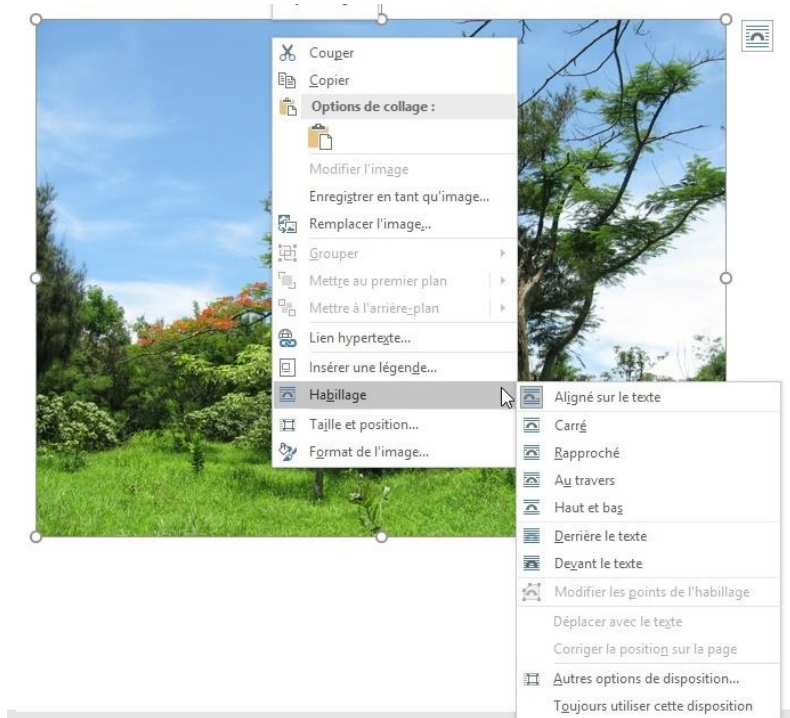 Couper
Copier
Options de collage :
Modifier l'image
Enregistrer en tant qu'image...
Remplacer l'image...
Grouper
Mettre au premier plan
Mettre à l'arrière-plan
Lien hypertexte...
Insérer une légende...
Habillage
Taille et position...
Format de l'image...
Aligné sur le texte
Carré
Rapproché
Au travers
Haut et bas
Derrière le texte
Devant le texte
Modifier les points de l'habillage
Déplacer avec le texte
Corriger la position sur la page
Autres options de disposition...
Toujours utiliser cette disposition